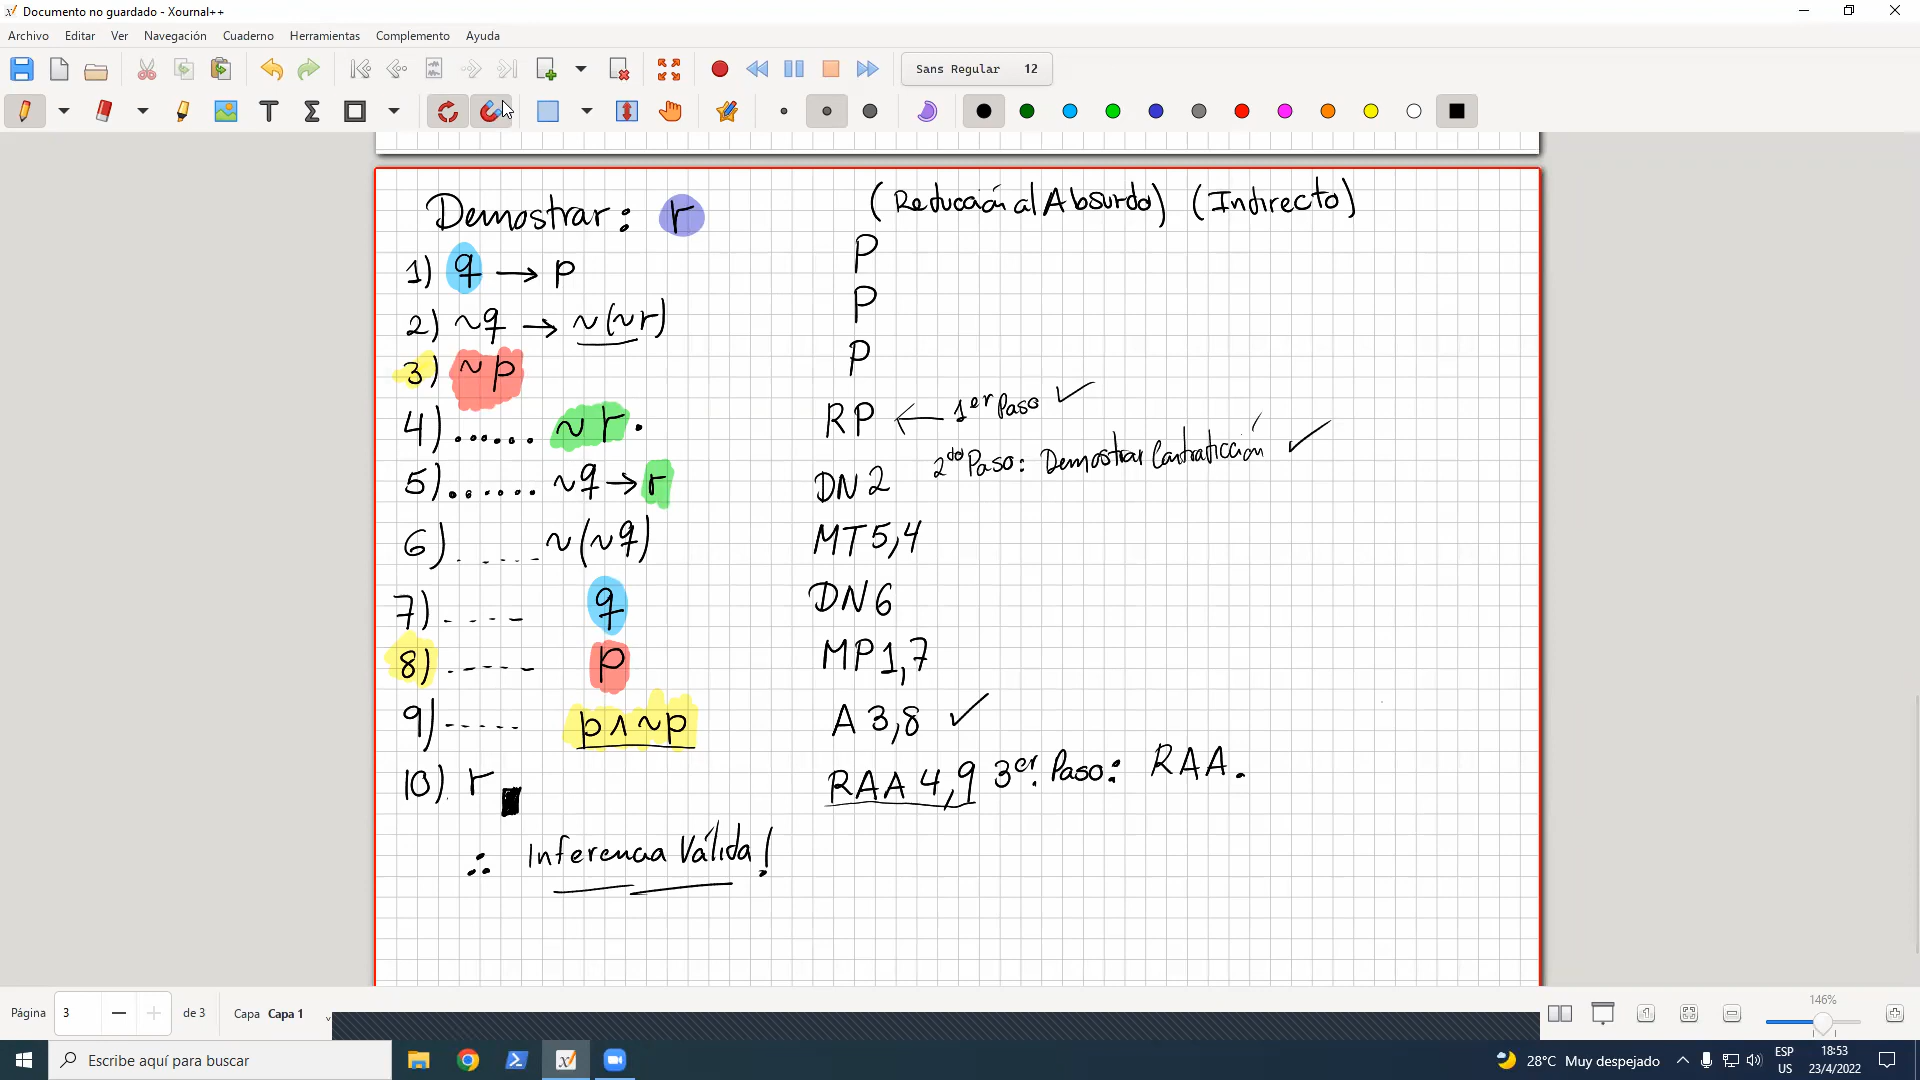 Documento no guardado - Xournal++
Archivo Editar Ver Navegación Cuaderno Herramientas Complemento Ayuda
Sans Regular 12
Demostrar: r (Reducción al Absurdo) (Indirecto)
1) q → p P
2) ~q → ~(~r) P
3) ~p P
4) ...... ~r. RP ← 1er Paso ✓
2do Paso: Demostrar Contraticción ✓
5) ...... ~q → r DN 2
6) ..... ~(~q) MT 5,4
7) ---- q DN 6
8) ----- p MP 1,7
9) ----- p ∧ ~p A 3,8 ✓
10) r ■ RAA 4,9 3er. Paso: RAA.
∴ Inferencia Válida!
Página 3 de 3 Capa Capa 1 146%
Escribe aquí para buscar
28°C Muy despejado ESP US 18:53 23/4/2022